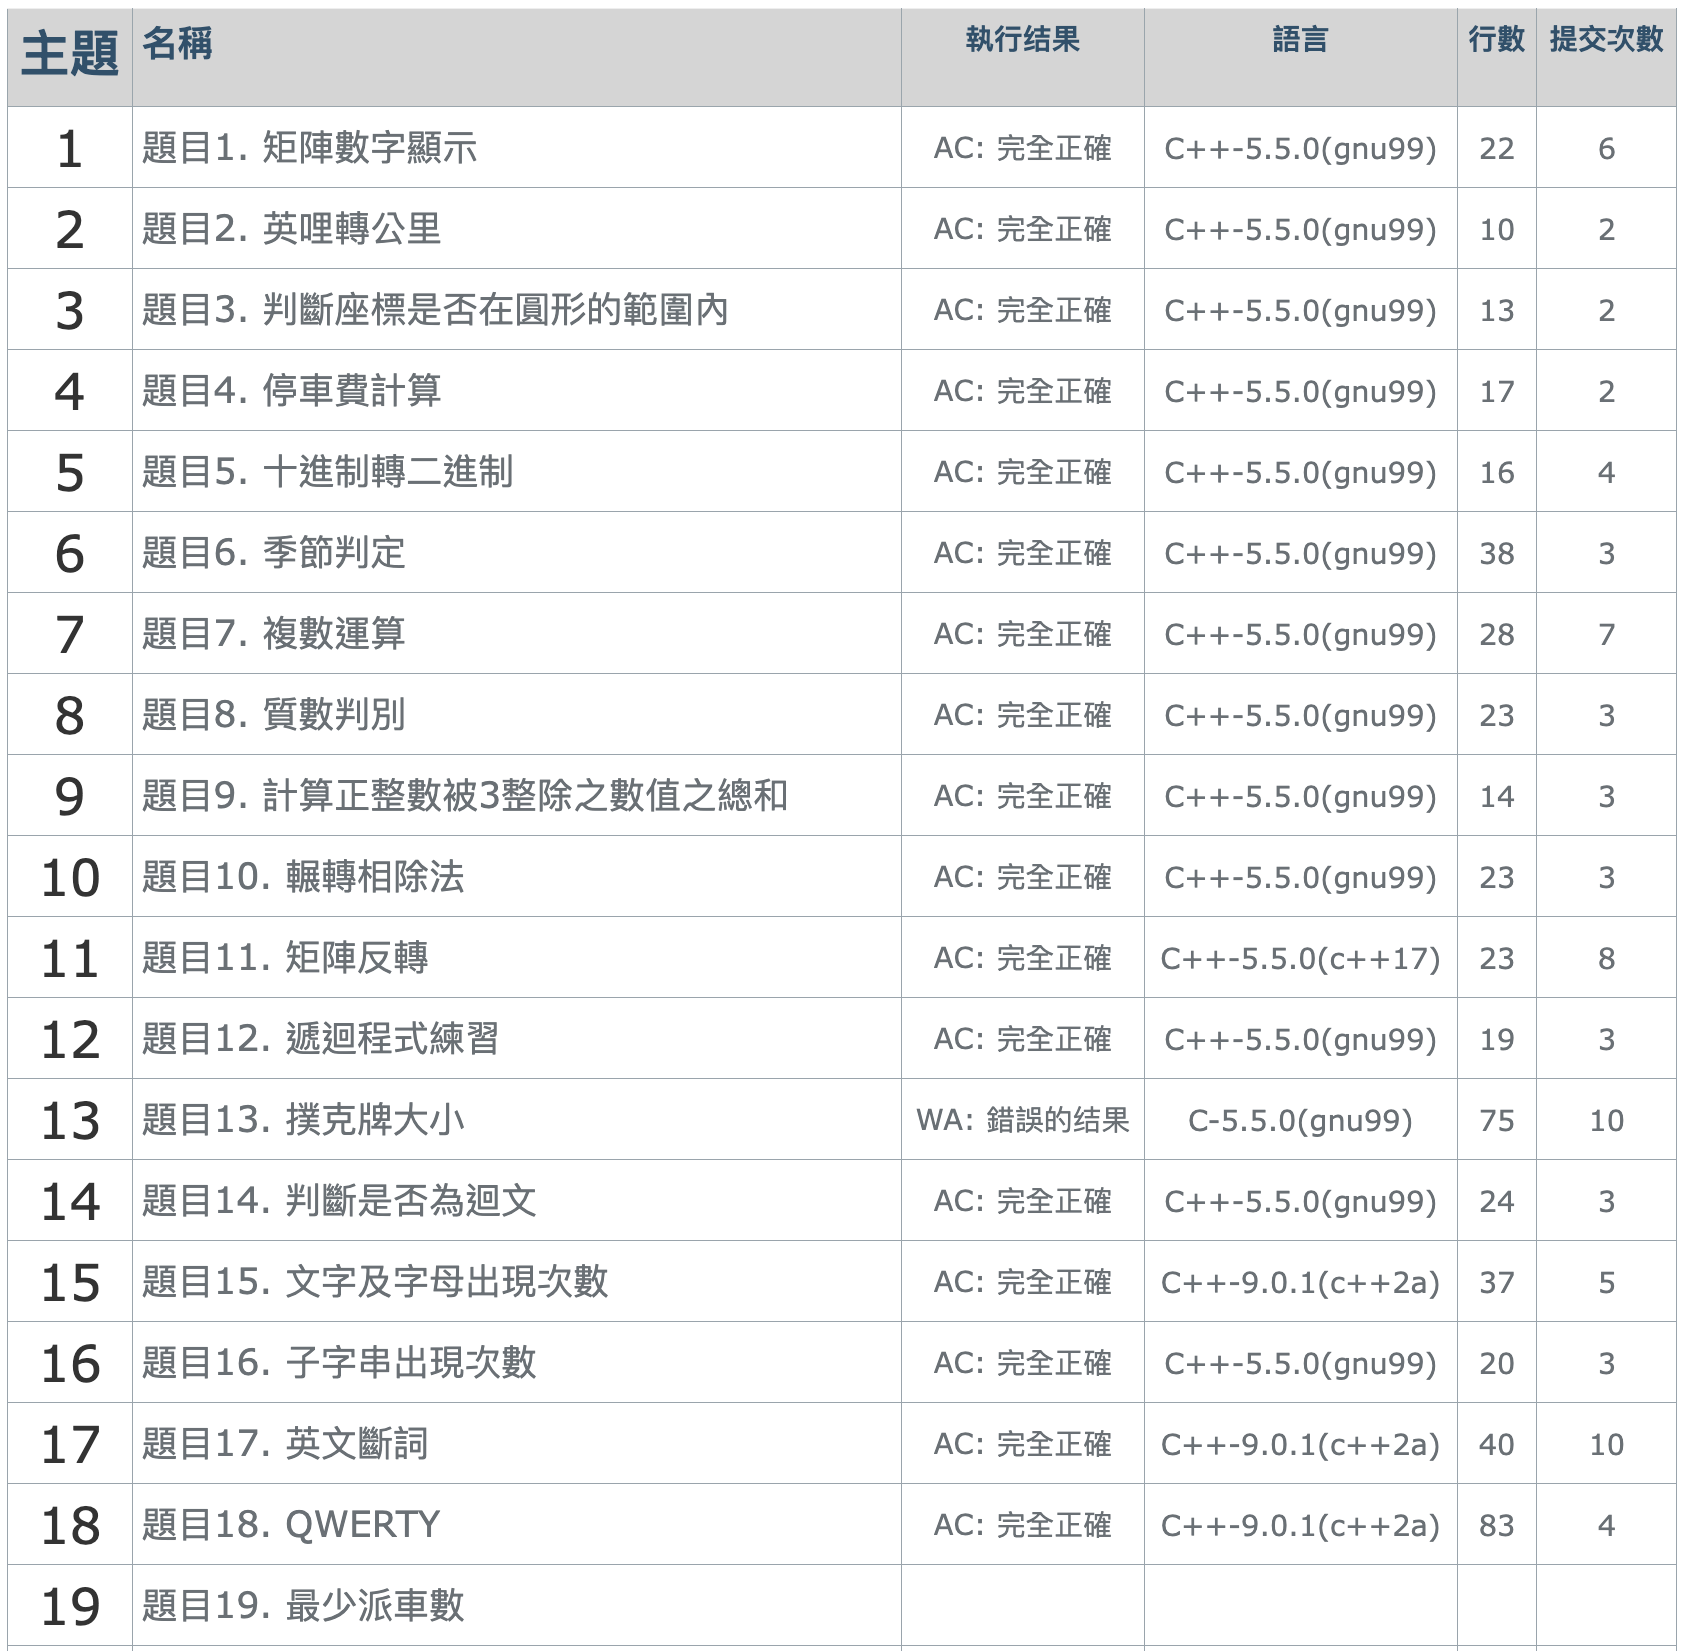 主題 名稱 執行结果 語言 行數 提交次數
1 題目1. 矩陣數字顯示 AC: 完全正確 C++-5.5.0(gnu99) 22 6
2 題目2. 英哩轉公里 AC: 完全正確 C++-5.5.0(gnu99) 10 2
3 題目3. 判斷座標是否在圓形的範圍內 AC: 完全正確 C++-5.5.0(gnu99) 13 2
4 題目4. 停車費計算 AC: 完全正確 C++-5.5.0(gnu99) 17 2
5 題目5. 十進制轉二進制 AC: 完全正確 C++-5.5.0(gnu99) 16 4
6 題目6. 季節判定 AC: 完全正確 C++-5.5.0(gnu99) 38 3
7 題目7. 複數運算 AC: 完全正確 C++-5.5.0(gnu99) 28 7
8 題目8. 質數判別 AC: 完全正確 C++-5.5.0(gnu99) 23 3
9 題目9. 計算正整數被3整除之數值之總和 AC: 完全正確 C++-5.5.0(gnu99) 14 3
10 題目10. 輾轉相除法 AC: 完全正確 C++-5.5.0(gnu99) 23 3
11 題目11. 矩陣反轉 AC: 完全正確 C++-5.5.0(c++17) 23 8
12 題目12. 遞迴程式練習 AC: 完全正確 C++-5.5.0(gnu99) 19 3
13 題目13. 撲克牌大小 WA: 錯誤的结果 C-5.5.0(gnu99) 75 10
14 題目14. 判斷是否為迴文 AC: 完全正確 C++-5.5.0(gnu99) 24 3
15 題目15. 文字及字母出現次數 AC: 完全正確 C++-9.0.1(c++2a) 37 5
16 題目16. 子字串出現次數 AC: 完全正確 C++-5.5.0(gnu99) 20 3
17 題目17. 英文斷詞 AC: 完全正確 C++-9.0.1(c++2a) 40 10
18 題目18. QWERTY AC: 完全正確 C++-9.0.1(c++2a) 83 4
19 題目19. 最少派車數